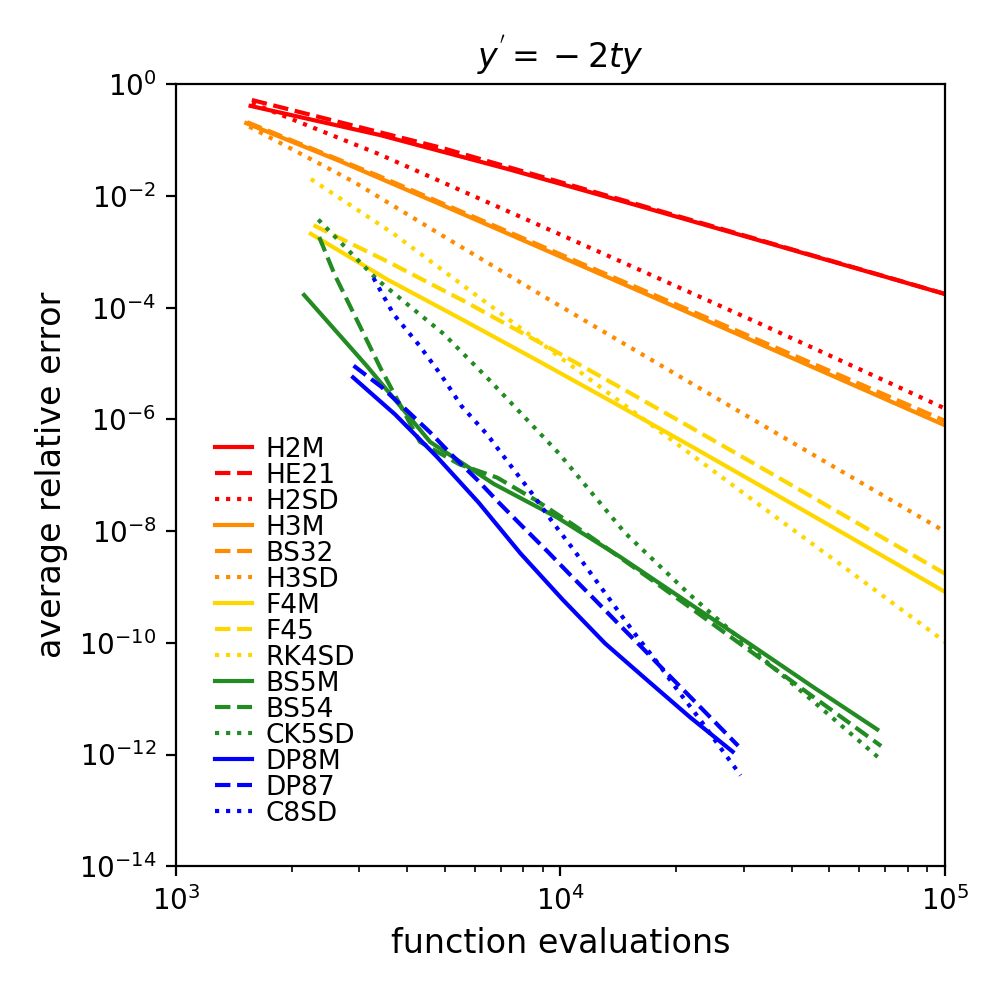 y′ = −2ty
10⁰
10⁻²
10⁻⁴
10⁻⁶
10⁻⁸
10⁻¹⁰
10⁻¹²
10⁻¹⁴
average relative error
H2M
HE21
H2SD
H3M
BS32
H3SD
F4M
F45
RK4SD
BS5M
BS54
CK5SD
DP8M
DP87
C8SD
10³ 10⁴ 10⁵
function evaluations